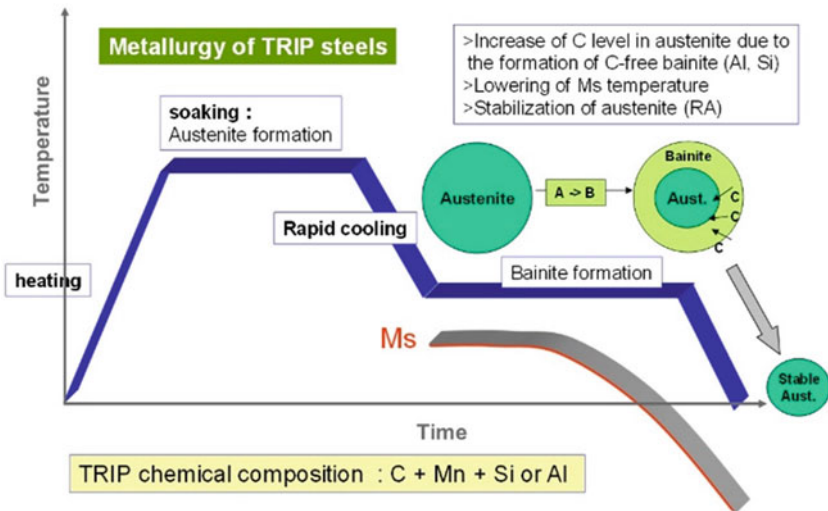 Metallurgy of TRIP steels
>Increase of C level in austenite due to
the formation of C-free bainite (Al, Si)
>Lowering of Ms temperature
>Stabilization of austenite (RA)
Temperature
soaking :
Austenite formation
Austenite
A -> B
Bainite
Aust.
C
C
C
Rapid cooling
heating
Bainite formation
Ms
Stable
Aust.
Time
TRIP chemical composition : C + Mn + Si or Al